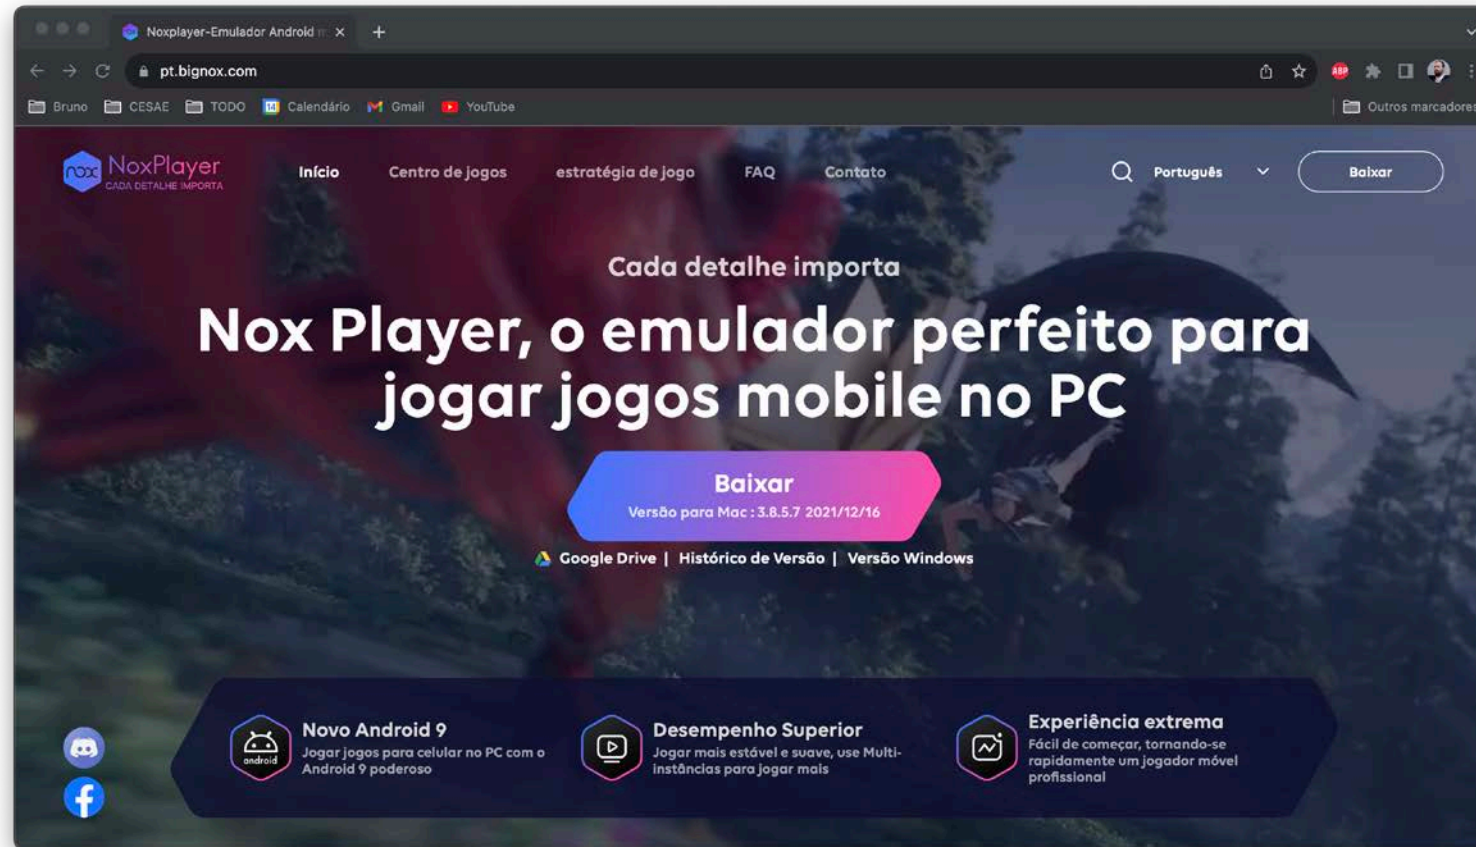 Noxplayer-Emulador Android
pt.bignox.com
ABP
Bruno CESAE TODO 14 Calendário Gmail YouTube Outros marcadores
nox NoxPlayer
CADA DETALHE IMPORTA
Início Centro de jogos estratégia de jogo FAQ Contato Português Baixar
Cada detalhe importa
Nox Player, o emulador perfeito para
jogar jogos mobile no PC
Baixar
Versão para Mac : 3.8.5.7 2021/12/16
Google Drive | Histórico de Versão | Versão Windows
android
Novo Android 9
Jogar jogos para celular no PC com o
Android 9 poderoso
Desempenho Superior
Jogar mais estável e suave, use Multi-
instâncias para jogar mais
Experiência extrema
Fácil de começar, tornando-se
rapidamente um jogador móvel
profissional